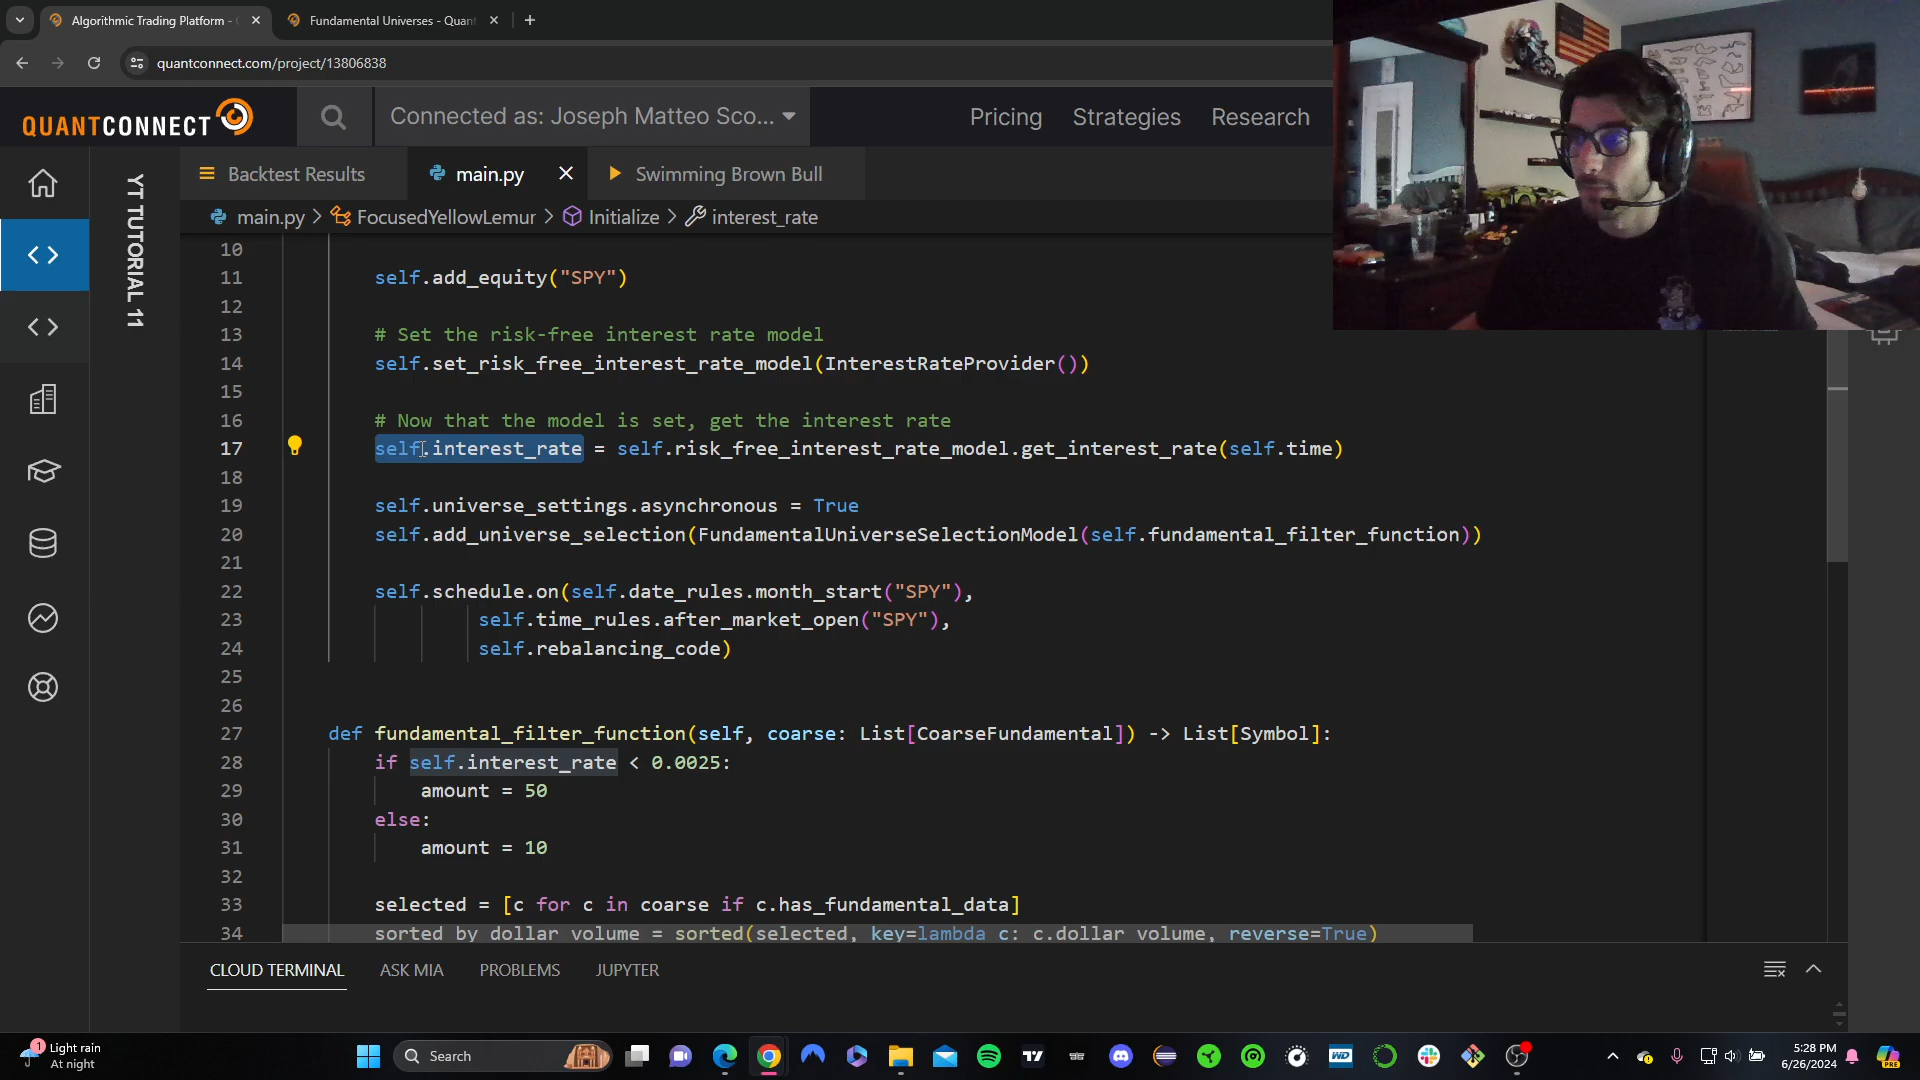 Algorithmic Trading Platform -
Fundamental Universes - Quan
quantconnect.com/project/13806838
QUANTCONNECT
Connected as: Joseph Matteo Sco...
Pricing
Strategies
Research
YT TUTORIAL 11
Backtest Results
main.py
Swimming Brown Bull
main.py > FocusedYellowLemur > Initialize > interest_rate
10
11 self.add_equity("SPY")
12
13 # Set the risk-free interest rate model
14 self.set_risk_free_interest_rate_model(InterestRateProvider())
15
16 # Now that the model is set, get the interest rate
17 self.interest_rate = self.risk_free_interest_rate_model.get_interest_rate(self.time)
18
19 self.universe_settings.asynchronous = True
20 self.add_universe_selection(FundamentalUniverseSelectionModel(self.fundamental_filter_function))
21
22 self.schedule.on(self.date_rules.month_start("SPY"),
23 self.time_rules.after_market_open("SPY"),
24 self.rebalancing_code)
25
26
27 def fundamental_filter_function(self, coarse: List[CoarseFundamental]) -> List[Symbol]:
28 if self.interest_rate < 0.0025:
29 amount = 50
30 else:
31 amount = 10
32
33 selected = [c for c in coarse if c.has_fundamental_data]
34 sorted_by_dollar_volume = sorted(selected, key=lambda c: c.dollar_volume, reverse=True)
CLOUD TERMINAL
ASK MIA
PROBLEMS
JUPYTER
1
Light rain
At night
Search
WD
5:28 PM
6/26/2024
PRE